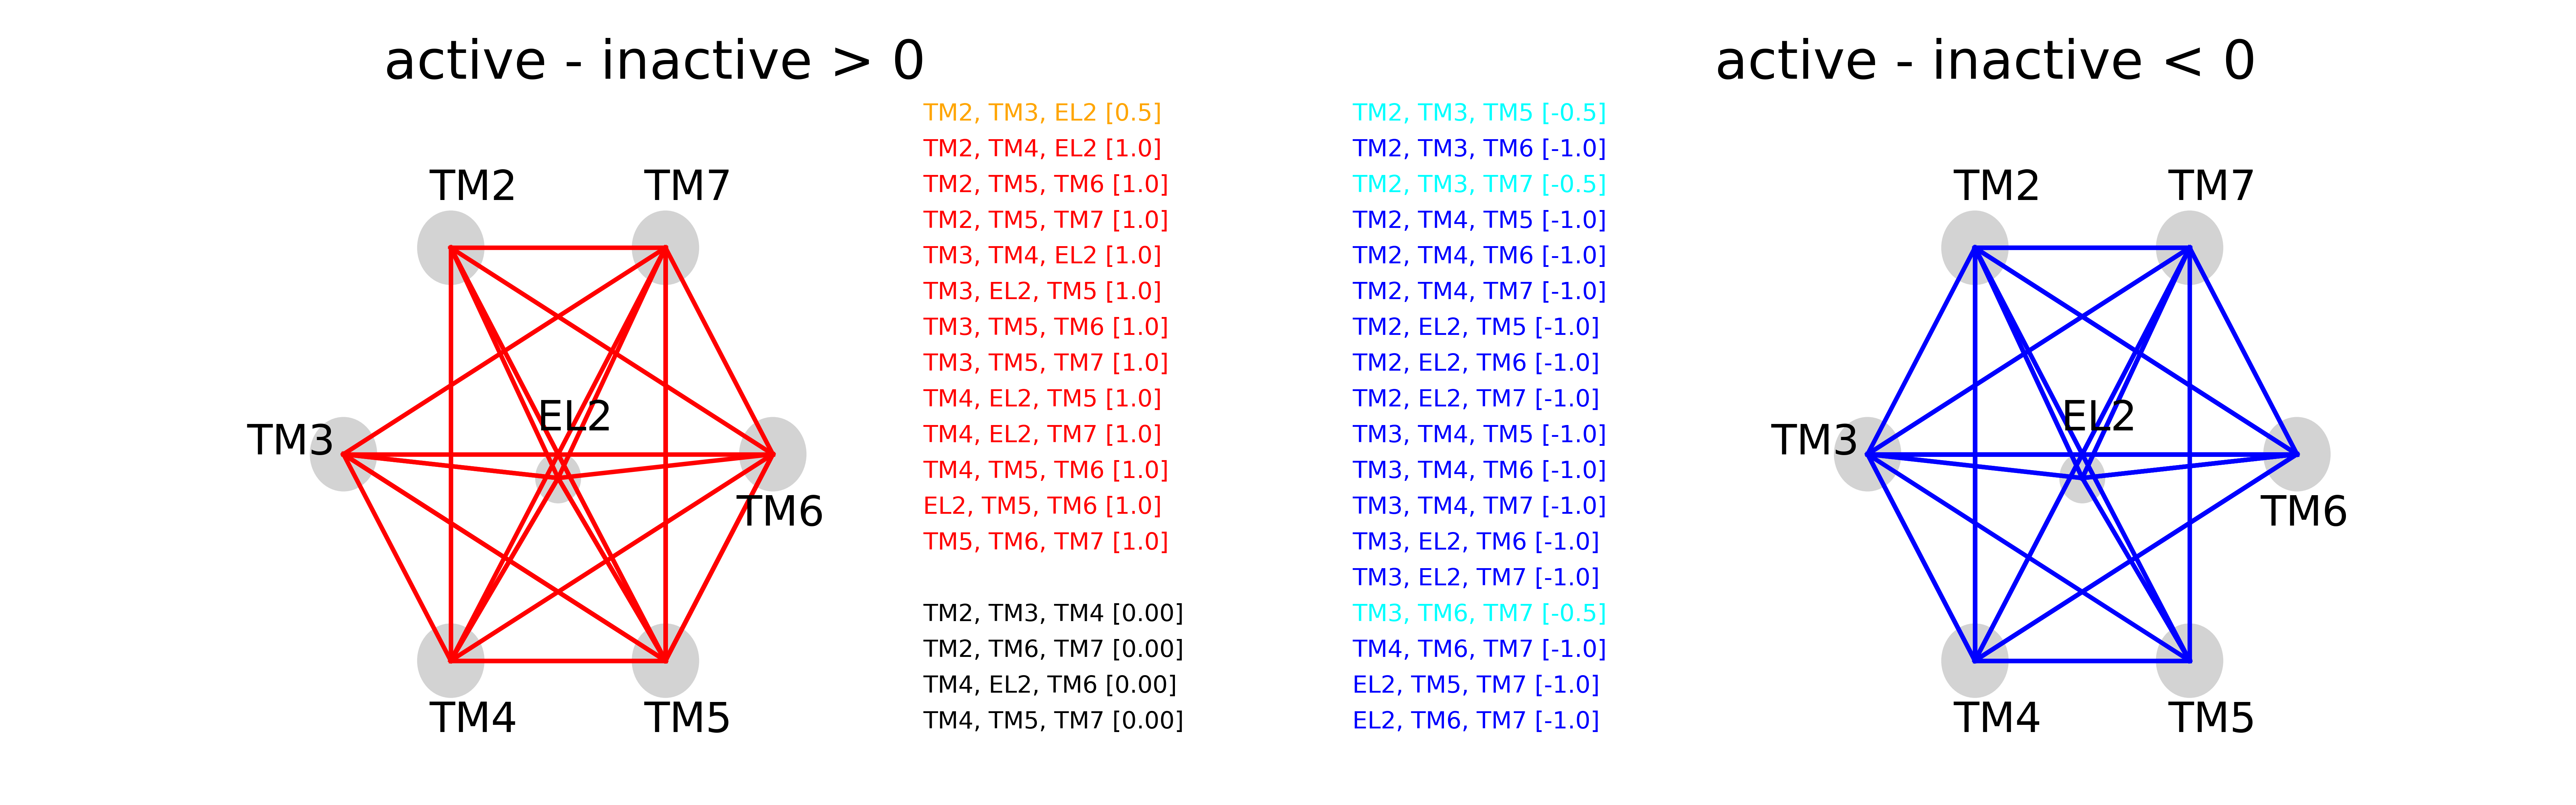 active - inactive > 0
TM2
TM7
TM3
EL2
TM6
TM4
TM5
TM2, TM3, EL2 [0.5]
TM2, TM4, EL2 [1.0]
TM2, TM5, TM6 [1.0]
TM2, TM5, TM7 [1.0]
TM3, TM4, EL2 [1.0]
TM3, EL2, TM5 [1.0]
TM3, TM5, TM6 [1.0]
TM3, TM5, TM7 [1.0]
TM4, EL2, TM5 [1.0]
TM4, EL2, TM7 [1.0]
TM4, TM5, TM6 [1.0]
EL2, TM5, TM6 [1.0]
TM5, TM6, TM7 [1.0]
TM2, TM3, TM4 [0.00]
TM2, TM6, TM7 [0.00]
TM4, EL2, TM6 [0.00]
TM4, TM5, TM7 [0.00]
active - inactive < 0
TM2, TM3, TM5 [-0.5]
TM2, TM3, TM6 [-1.0]
TM2, TM3, TM7 [-0.5]
TM2, TM4, TM5 [-1.0]
TM2, TM4, TM6 [-1.0]
TM2, TM4, TM7 [-1.0]
TM2, EL2, TM5 [-1.0]
TM2, EL2, TM6 [-1.0]
TM2, EL2, TM7 [-1.0]
TM3, TM4, TM5 [-1.0]
TM3, TM4, TM6 [-1.0]
TM3, TM4, TM7 [-1.0]
TM3, EL2, TM6 [-1.0]
TM3, EL2, TM7 [-1.0]
TM3, TM6, TM7 [-0.5]
TM4, TM6, TM7 [-1.0]
EL2, TM5, TM7 [-1.0]
EL2, TM6, TM7 [-1.0]
TM2
TM7
TM3
EL2
TM6
TM4
TM5